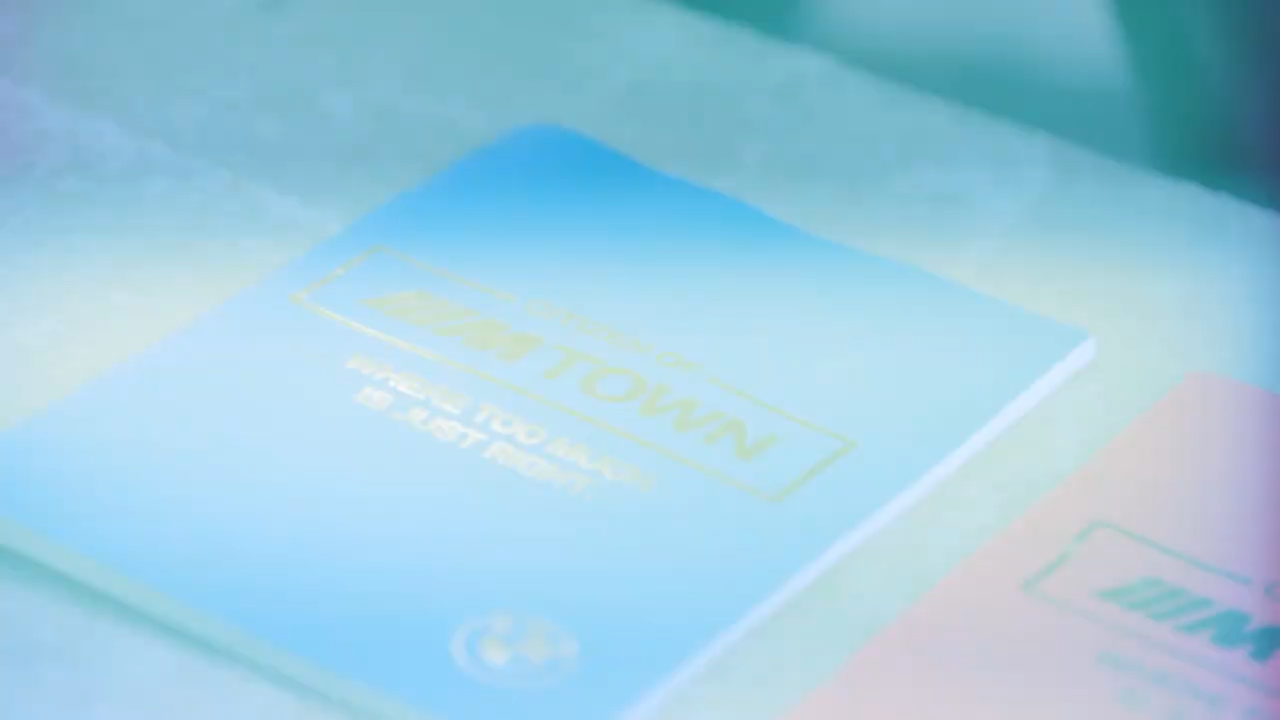 CITIZEN OF
M TOWN
WHERE TOO MUCH
IS JUST RIGHT.
M